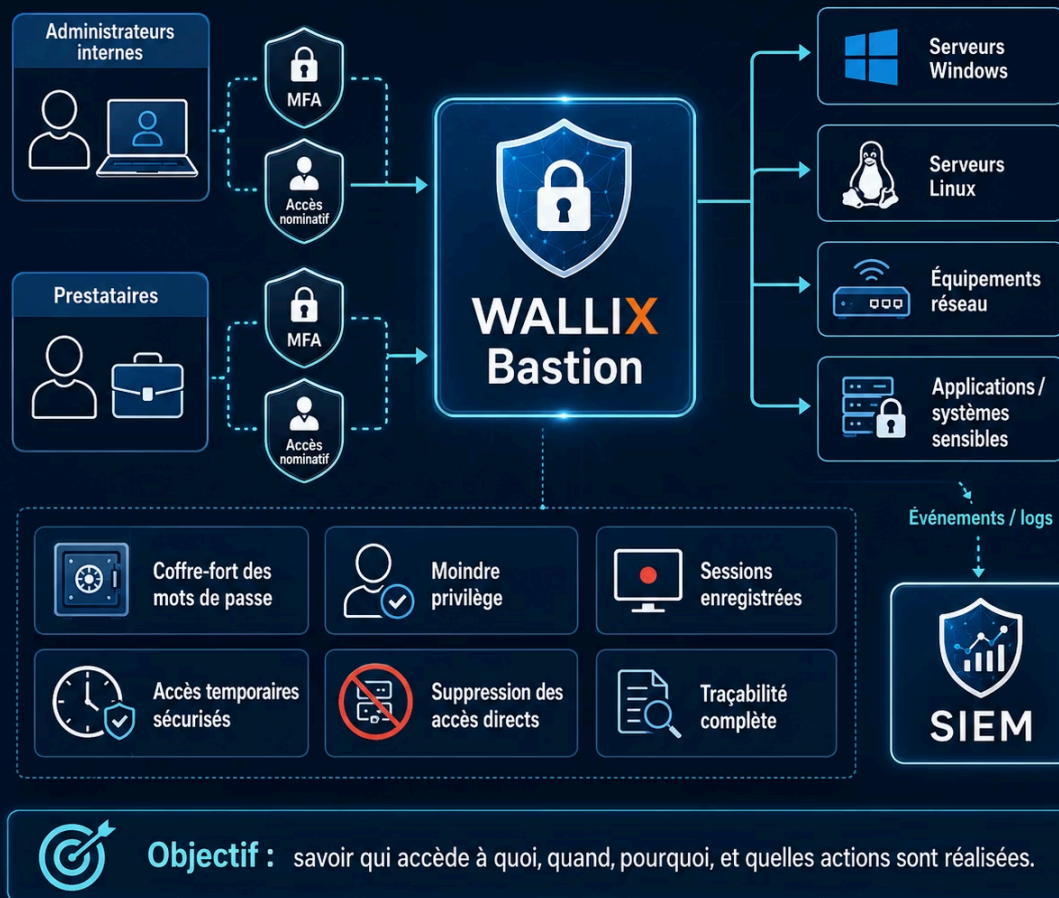 Administrateurs
internes
MFA
Accès
nominatif
Prestataires
MFA
Accès
nominatif
WALLIX
Bastion
Serveurs
Windows
Serveurs
Linux
Équipements
réseau
Applications /
systèmes
sensibles
Événements / logs
SIEM
Coffre-fort des
mots de passe
Moindre
privilège
Sessions
enregistrées
Accès temporaires
sécurisés
Suppression des
accès directs
Traçabilité
complète
Objectif : savoir qui accède à quoi, quand, pourquoi, et quelles actions sont réalisées.